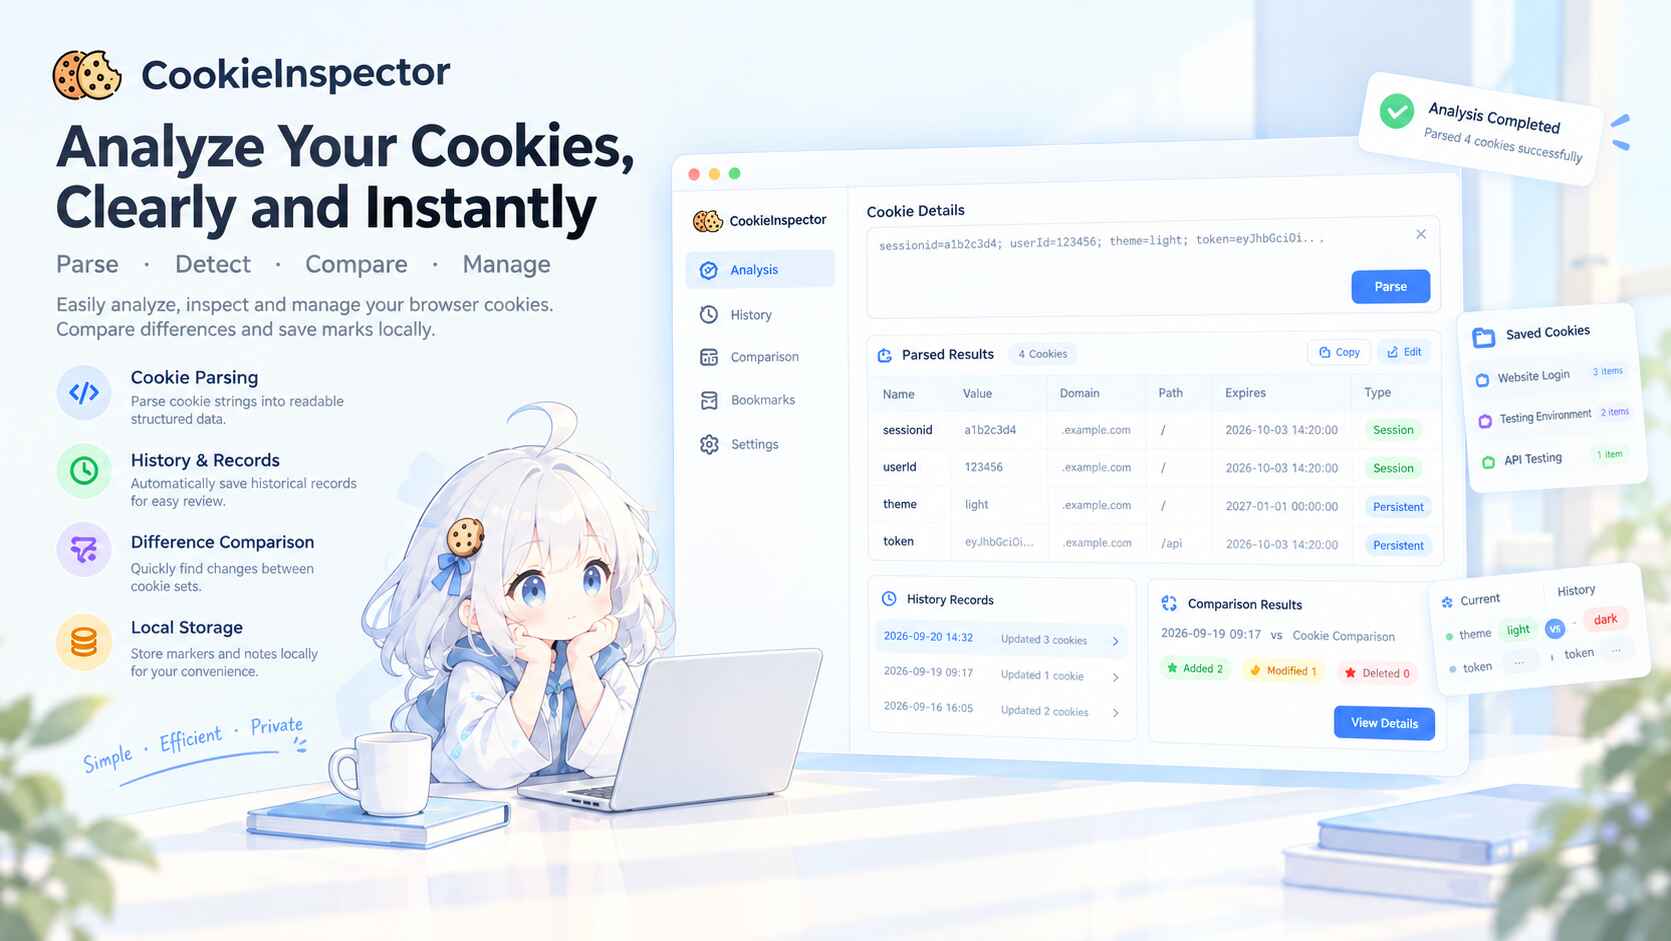 CookieInspector
Analyze Your Cookies,
Clearly and Instantly
Parse · Detect · Compare · Manage
Easily analyze, inspect and manage your browser cookies.
Compare differences and save marks locally.
Cookie Parsing
Parse cookie strings into readable
structured data.
History & Records
Automatically save historical records
for easy review.
Difference Comparison
Quickly find changes between
cookie sets.
Local Storage
Store markers and notes locally
for your convenience.
Simple · Efficient · Private
CookieInspector
Analysis
History
Comparison
Bookmarks
Settings
Cookie Details
sessionid=a1b2c3d4; userId=123456; theme=light; token=eyJhbGciOi...
Parse
Parsed Results 4 Cookies Copy Edit
Name Value Domain Path Expires Type
sessionid a1b2c3d4 .example.com / 2026-10-03 14:20:00 Session
userId 123456 .example.com / 2026-10-03 14:20:00 Session
theme light .example.com / 2027-01-01 00:00:00 Persistent
token eyJhbGciOi... .example.com /api 2026-10-03 14:20:00 Persistent
History Records
2026-09-20 14:32 Updated 3 cookies
2026-09-19 09:17 Updated 1 cookie
2026-09-16 16:05 Updated 2 cookies
Comparison Results
2026-09-19 09:17 vs Cookie Comparison
Added 2 Modified 1 Deleted 0
View Details
Analysis Completed
Parsed 4 cookies successfully
Saved Cookies
Website Login 3 items
Testing Environment 2 items
API Testing 1 item
Current History
theme light VS - dark
token ... token ...